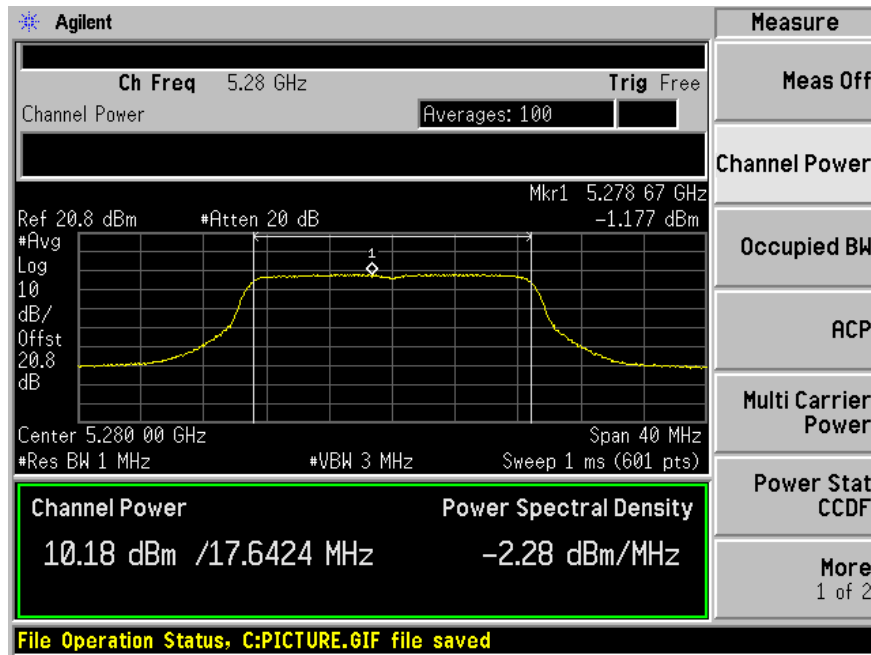 Agilent
Measure
Ch Freq 5.28 GHz Trig Free
Channel Power Averages: 100
Mkr1 5.278 67 GHz
Ref 20.8 dBm #Atten 20 dB -1.177 dBm
#Avg
Log
10
dB/
Offst
20.8
dB
1
Center 5.280 00 GHz Span 40 MHz
#Res BW 1 MHz #VBW 3 MHz Sweep 1 ms (601 pts)
Channel Power Power Spectral Density
10.18 dBm /17.6424 MHz -2.28 dBm/MHz
File Operation Status, C:PICTURE.GIF file saved
Meas Off
Channel Power
Occupied BW
ACP
Multi Carrier
Power
Power Stat
CCDF
More
1 of 2